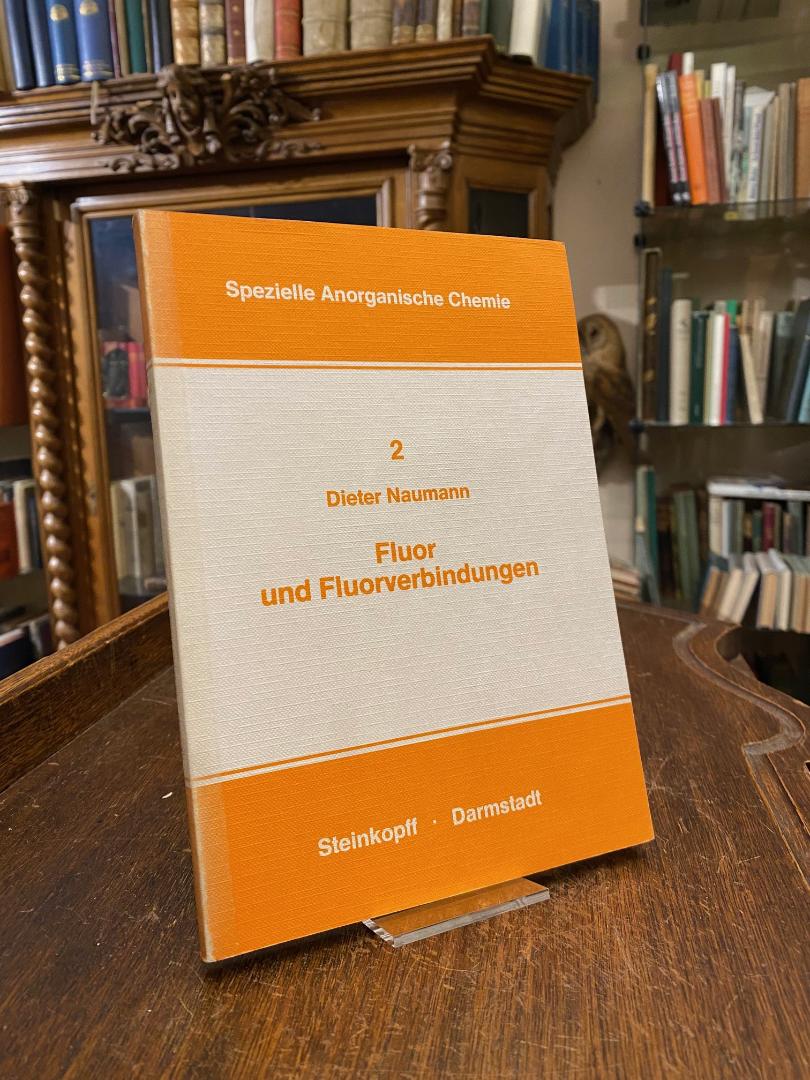 Spezielle Anorganische Chemie
2
Dieter Naumann
Fluor
und Fluorverbindungen
Steinkopff · Darmstadt